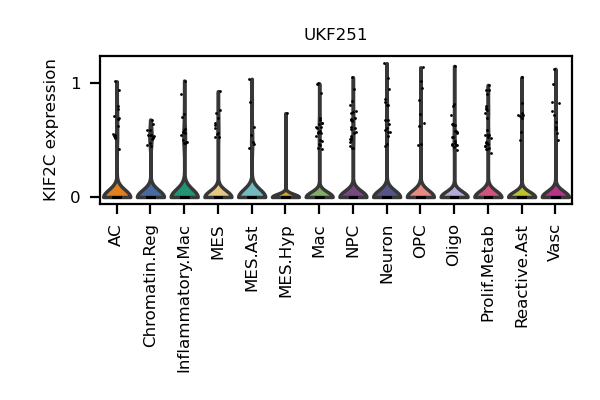 UKF251
KIF2C expression
1
0
AC
Chromatin.Reg
Inflammatory.Mac
MES
MES.Ast
MES.Hyp
Mac
NPC
Neuron
OPC
Oligo
Prolif.Metab
Reactive.Ast
Vasc